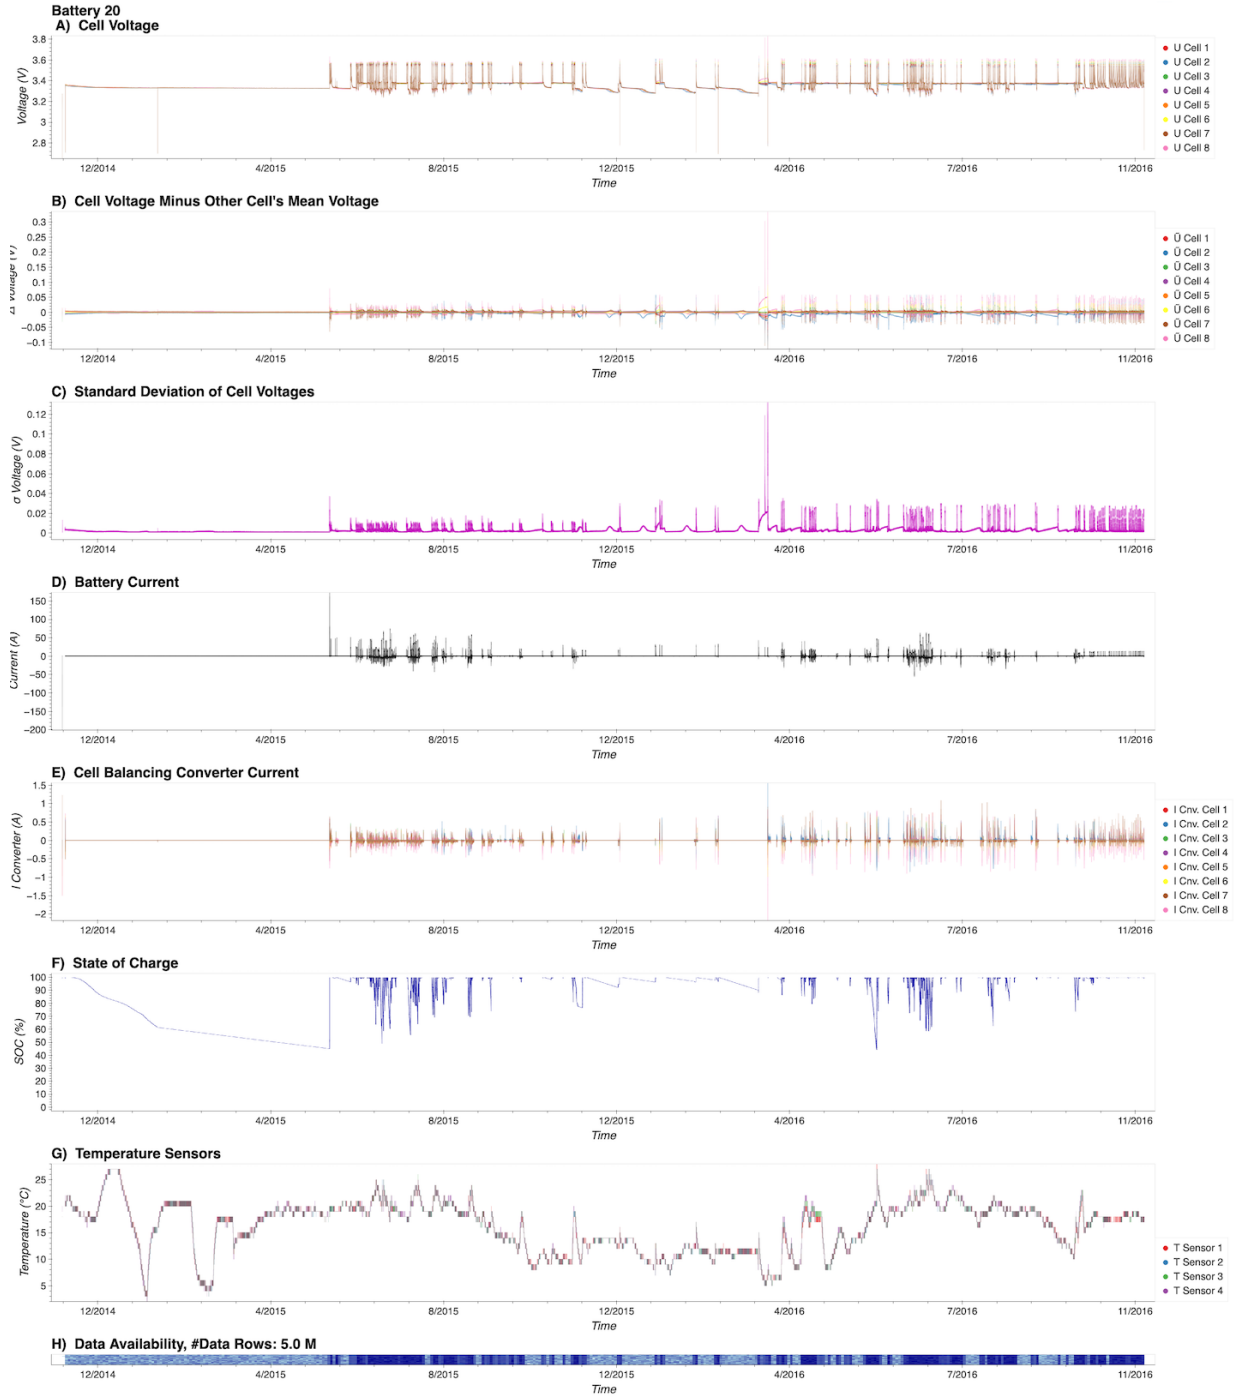 Battery 20
A) Cell Voltage
3.8
3.6
3.4
3.2
3
2.8
Voltage (V)
12/2014 4/2015 8/2015 12/2015 4/2016 7/2016 11/2016
Time
U Cell 1
U Cell 2
U Cell 3
U Cell 4
U Cell 5
U Cell 6
U Cell 7
U Cell 8
B) Cell Voltage Minus Other Cell's Mean Voltage
0.3
0.25
0.2
0.15
0.1
0.05
0
−0.05
−0.1
Voltage (V)
12/2014 4/2015 8/2015 12/2015 4/2016 7/2016 11/2016
Time
Ũ Cell 1
Ũ Cell 2
Ũ Cell 3
Ũ Cell 4
Ũ Cell 5
Ũ Cell 6
Ũ Cell 7
Ũ Cell 8
C) Standard Deviation of Cell Voltages
0.12
0.1
0.08
0.06
0.04
0.02
0
σ Voltage (V)
12/2014 4/2015 8/2015 12/2015 4/2016 7/2016 11/2016
Time
D) Battery Current
150
100
50
0
−50
−100
−150
−200
Current (A)
12/2014 4/2015 8/2015 12/2015 4/2016 7/2016 11/2016
Time
E) Cell Balancing Converter Current
1.5
1
0.5
0
−0.5
−1
−1.5
−2
I Converter (A)
12/2014 4/2015 8/2015 12/2015 4/2016 7/2016 11/2016
Time
I Cnv. Cell 1
I Cnv. Cell 2
I Cnv. Cell 3
I Cnv. Cell 4
I Cnv. Cell 5
I Cnv. Cell 6
I Cnv. Cell 7
I Cnv. Cell 8
F) State of Charge
100
90
80
70
60
50
40
30
20
10
0
SOC (%)
12/2014 4/2015 8/2015 12/2015 4/2016 7/2016 11/2016
Time
G) Temperature Sensors
25
20
15
10
5
Temperature (°C)
12/2014 4/2015 8/2015 12/2015 4/2016 7/2016 11/2016
Time
T Sensor 1
T Sensor 2
T Sensor 3
T Sensor 4
H) Data Availability, #Data Rows: 5.0 M
12/2014 4/2015 8/2015 12/2015 4/2016 7/2016 11/2016
Time